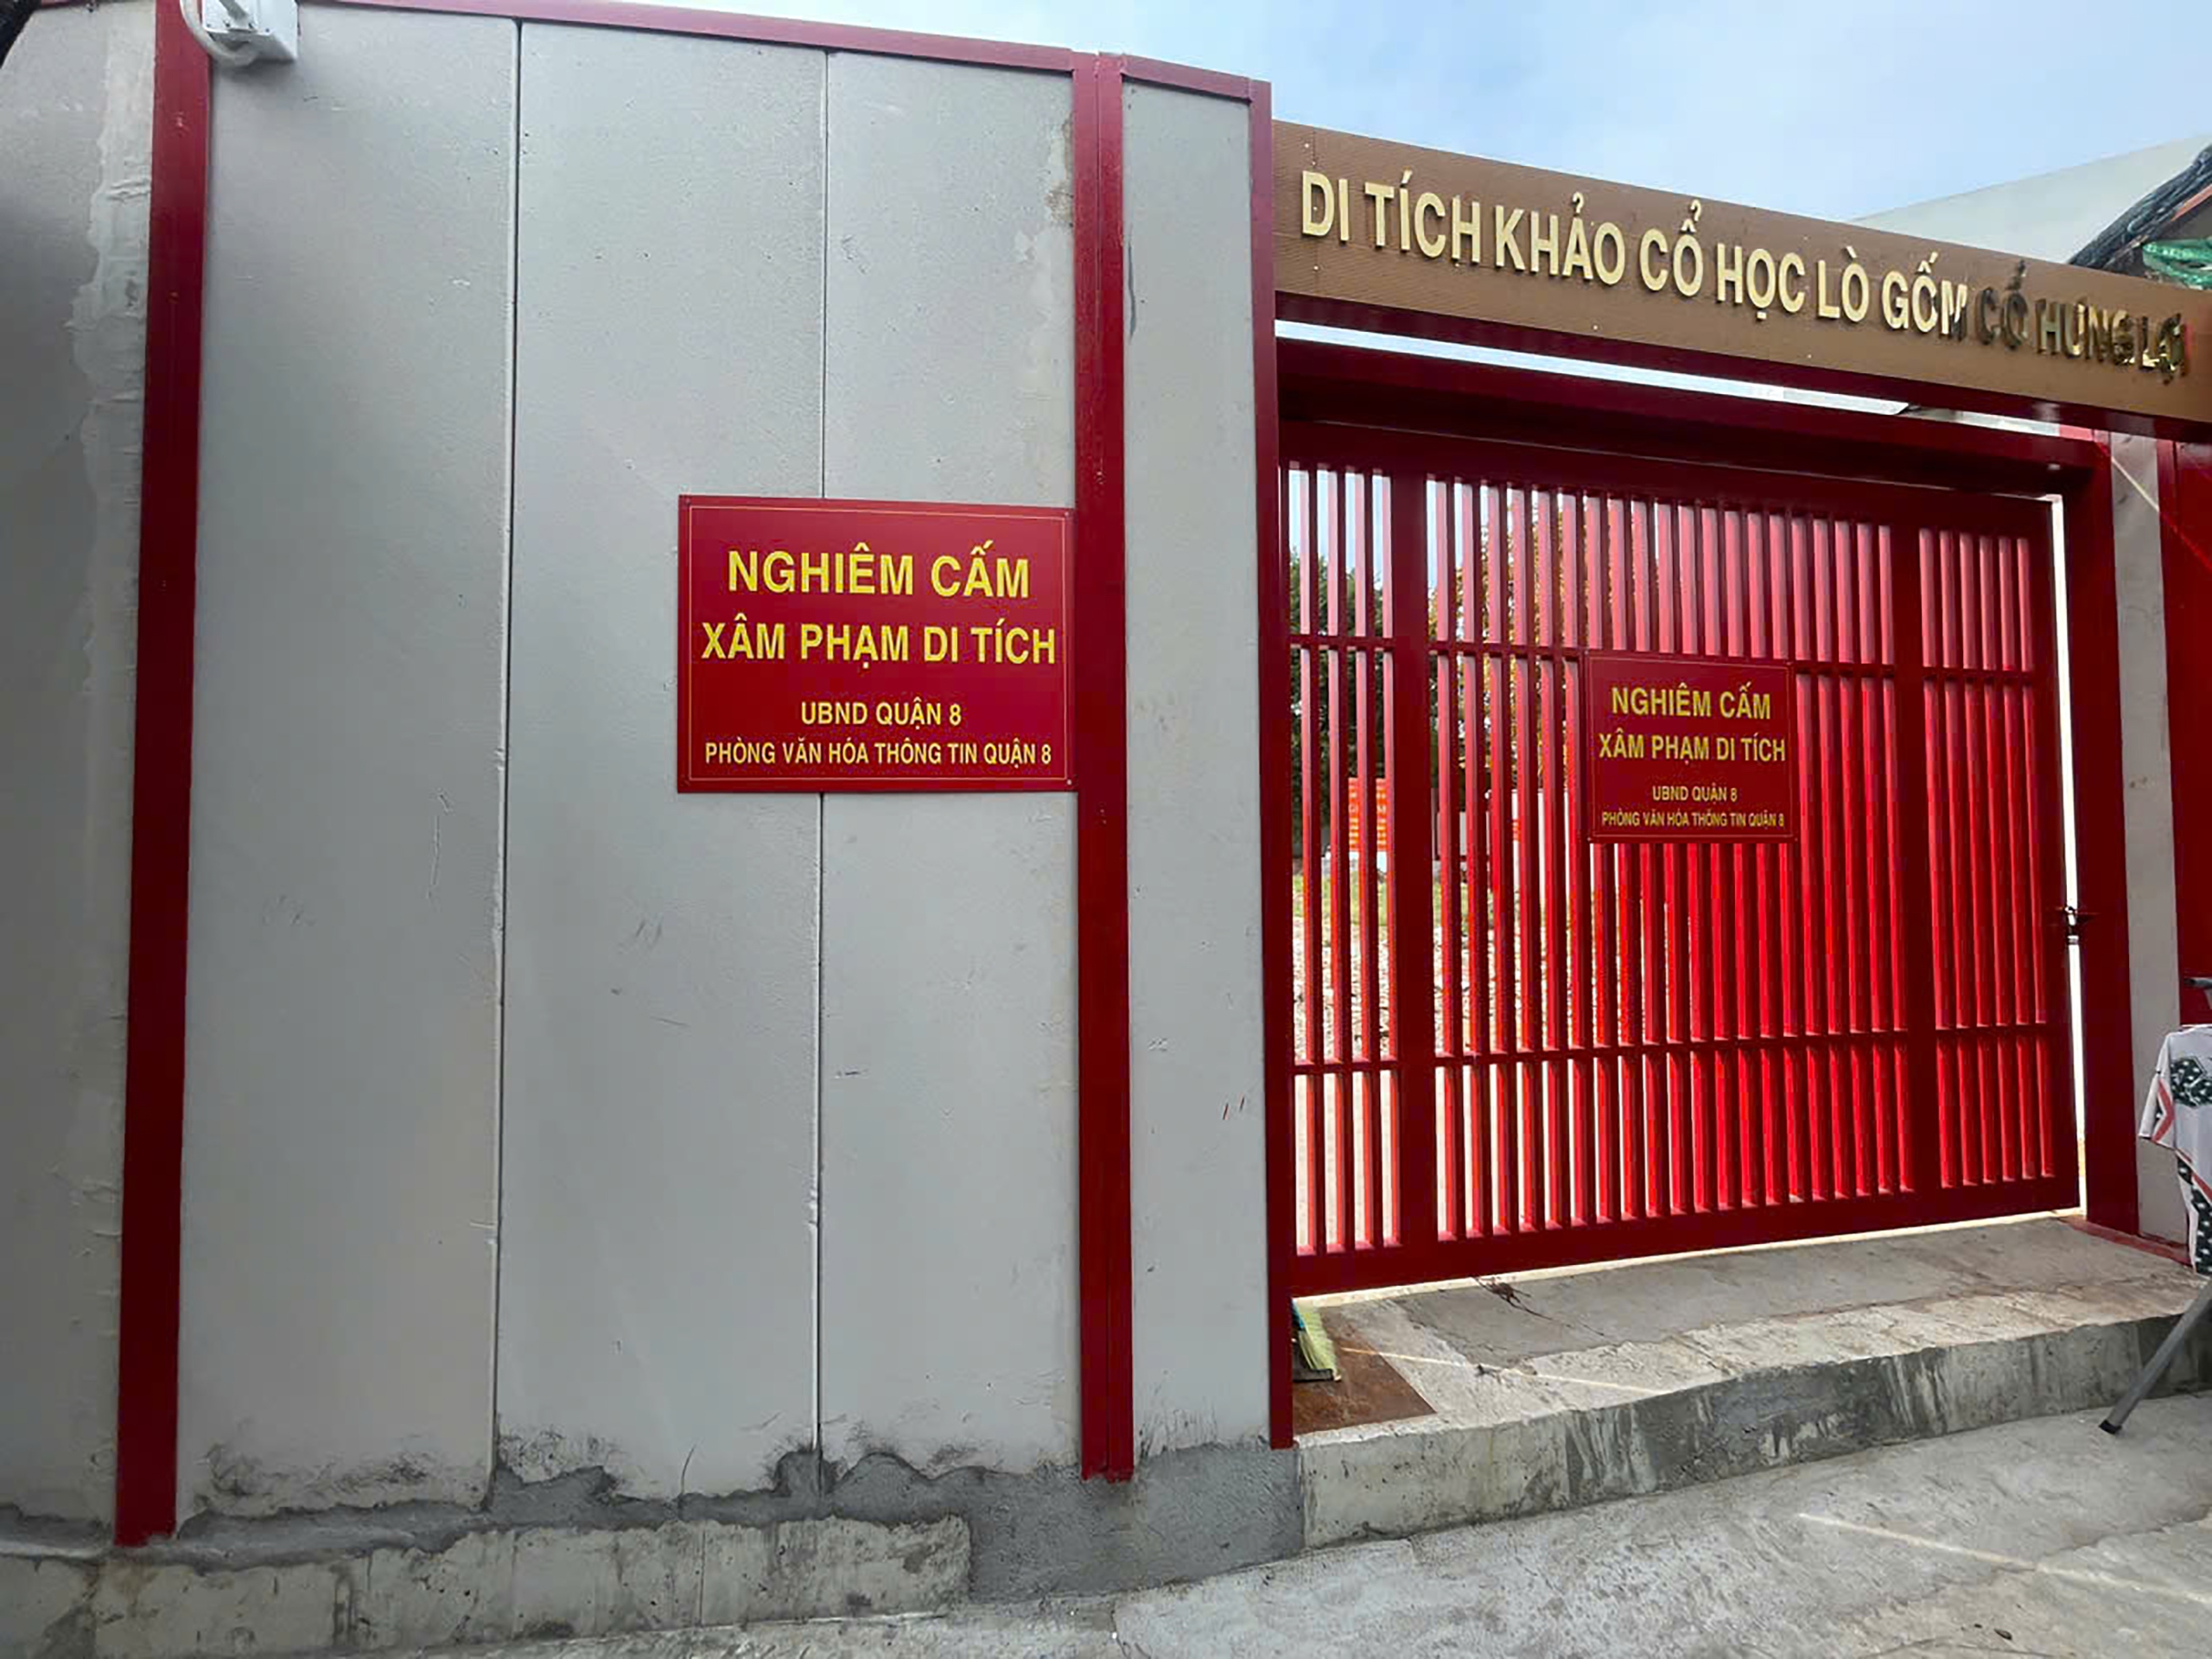 DI TÍCH KHẢO CỔ HỌC LÒ GỐM CỔ HƯNG LỢI
NGHIÊM CẤM
XÂM PHẠM DI TÍCH
UBND QUẬN 8
PHÒNG VĂN HÓA THÔNG TIN QUẬN 8
NGHIÊM CẤM
XÂM PHẠM DI TÍCH
UBND QUẬN 8
PHÒNG VĂN HÓA THÔNG TIN QUẬN 8